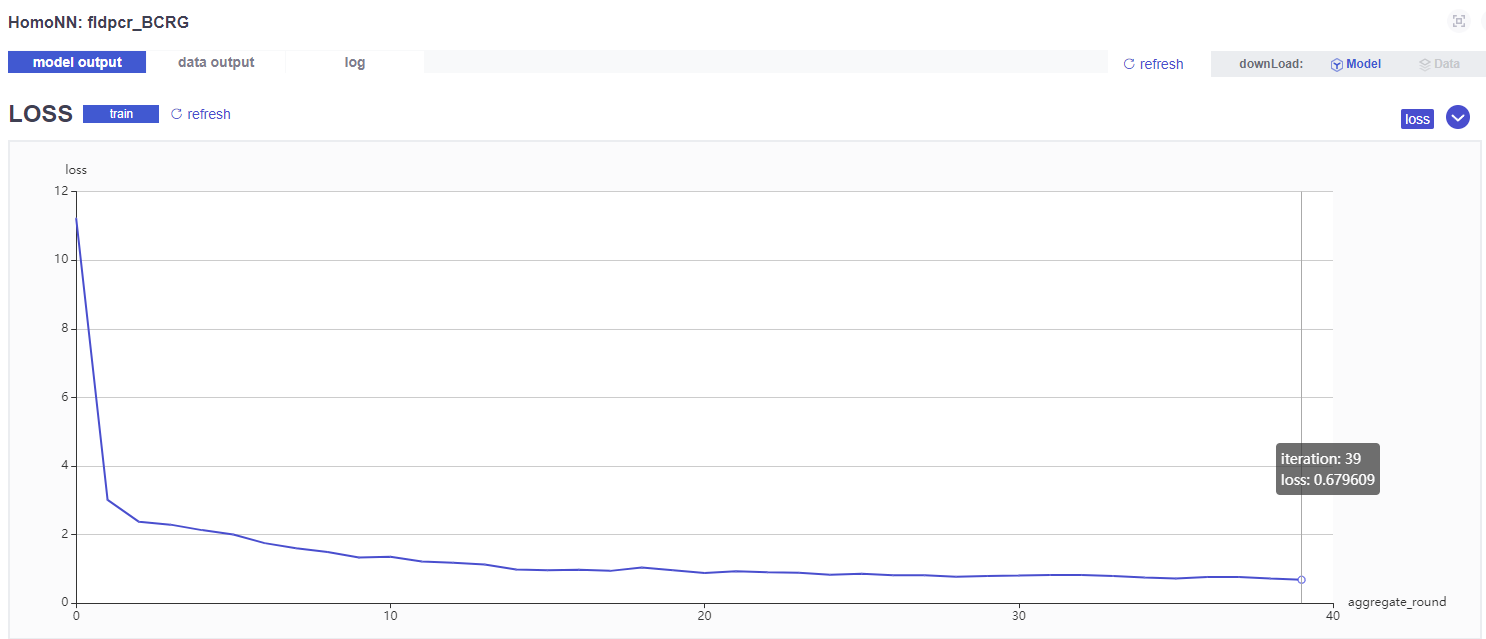 HomoNN: fldpcr_BCRG
model output data output log refresh downLoad: Model Data
LOSS train refresh loss
loss
12
10
8
6
4
2
0
iteration: 39
loss: 0.679609
0 10 20 30 40
aggregate_round